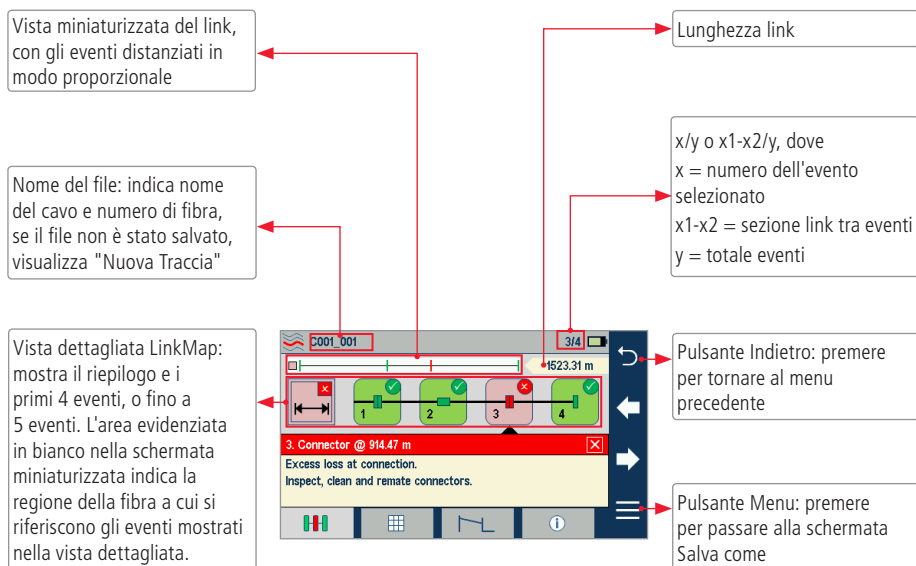 Vista miniaturizzata del link,
con gli eventi distanziati in
modo proporzionale
Lunghezza link
x/y o x1-x2/y, dove
x = numero dell'evento
selezionato
x1-x2 = sezione link tra eventi
y = totale eventi
Nome del file: indica nome
del cavo e numero di fibra,
se il file non è stato salvato,
visualizza "Nuova Traccia"
Vista dettagliata LinkMap:
mostra il riepilogo e i
primi 4 eventi, o fino a
5 eventi. L'area evidenziata
in bianco nella schermata
miniaturizzata indica la
regione della fibra a cui si
riferiscono gli eventi mostrati
nella vista dettagliata.
C001_001
3/4
1523.31 m
1
2
3
4
3. Connector @ 914.47 m
Excess loss at connection.
Inspect, clean and remate connectors.
Pulsante Indietro: premere
per tornare al menu
precedente
Pulsante Menu: premere
per passare alla schermata
Salva come